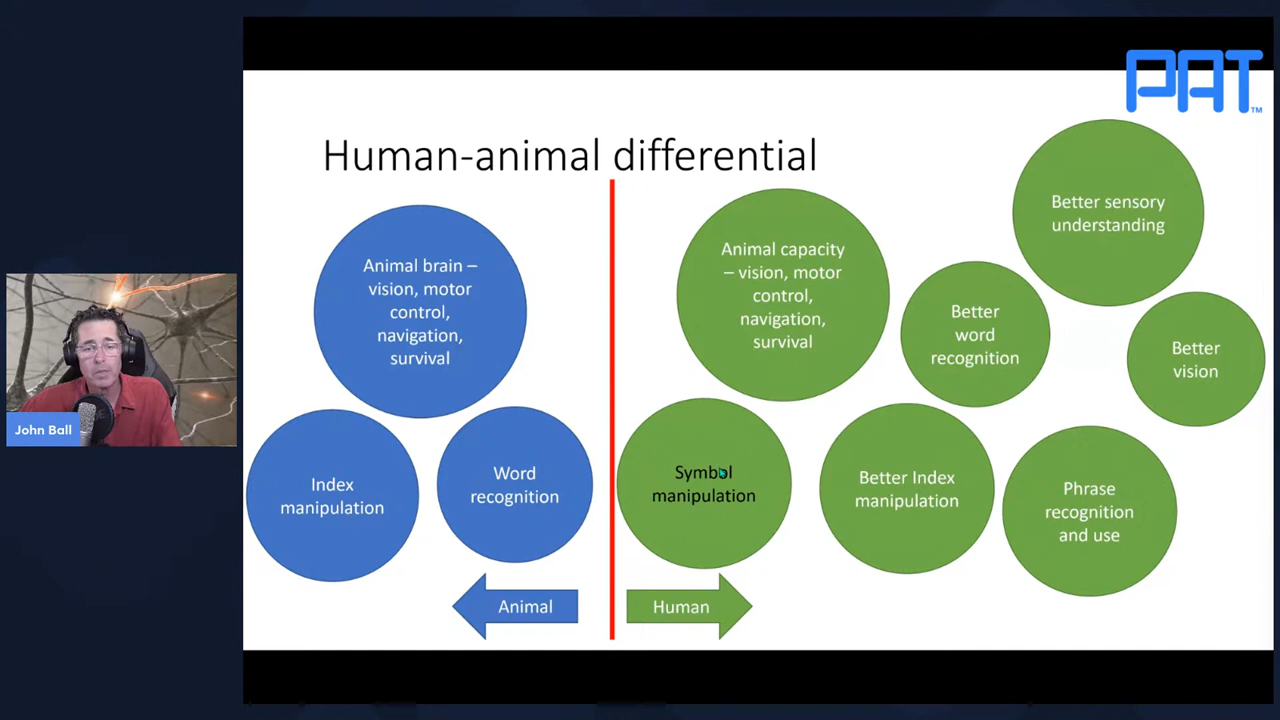 PAT™
Human-animal differential
Animal brain –
vision, motor
control,
navigation,
survival
Index
manipulation
Word
recognition
Animal
Animal capacity
– vision, motor
control,
navigation,
survival
Better
word
recognition
Better sensory
understanding
Better
vision
Symbol
manipulation
Better Index
manipulation
Phrase
recognition
and use
Human
John Ball